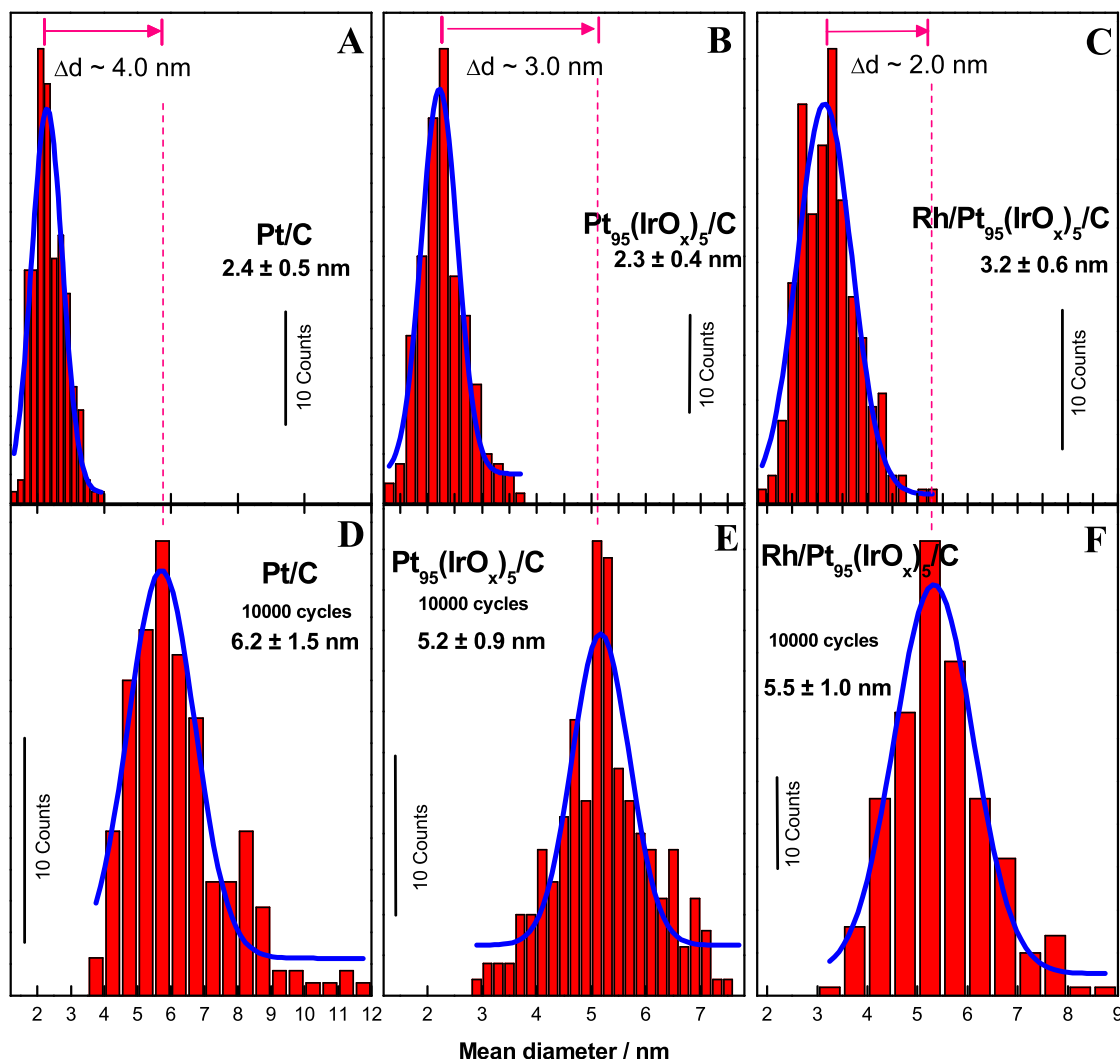 A
Δd ~ 4.0 nm
Pt/C
2.4 ± 0.5 nm
10 Counts
B
Δd ~ 3.0 nm
Pt95(IrOx)5/C
2.3 ± 0.4 nm
10 Counts
C
Δd ~ 2.0 nm
Rh/Pt95(IrOx)5/C
3.2 ± 0.6 nm
10 Counts
D
Pt/C
10000 cycles
6.2 ± 1.5 nm
10 Counts
2 3 4 5 6 7 8 9 10 11 12
E
Pt95(IrOx)5/C
10000 cycles
5.2 ± 0.9 nm
10 Counts
2 3 4 5 6 7
F
Rh/Pt95(IrOx)5/C
10000 cycles
5.5 ± 1.0 nm
10 Counts
2 3 4 5 6 7 8 9
Mean diameter / nm